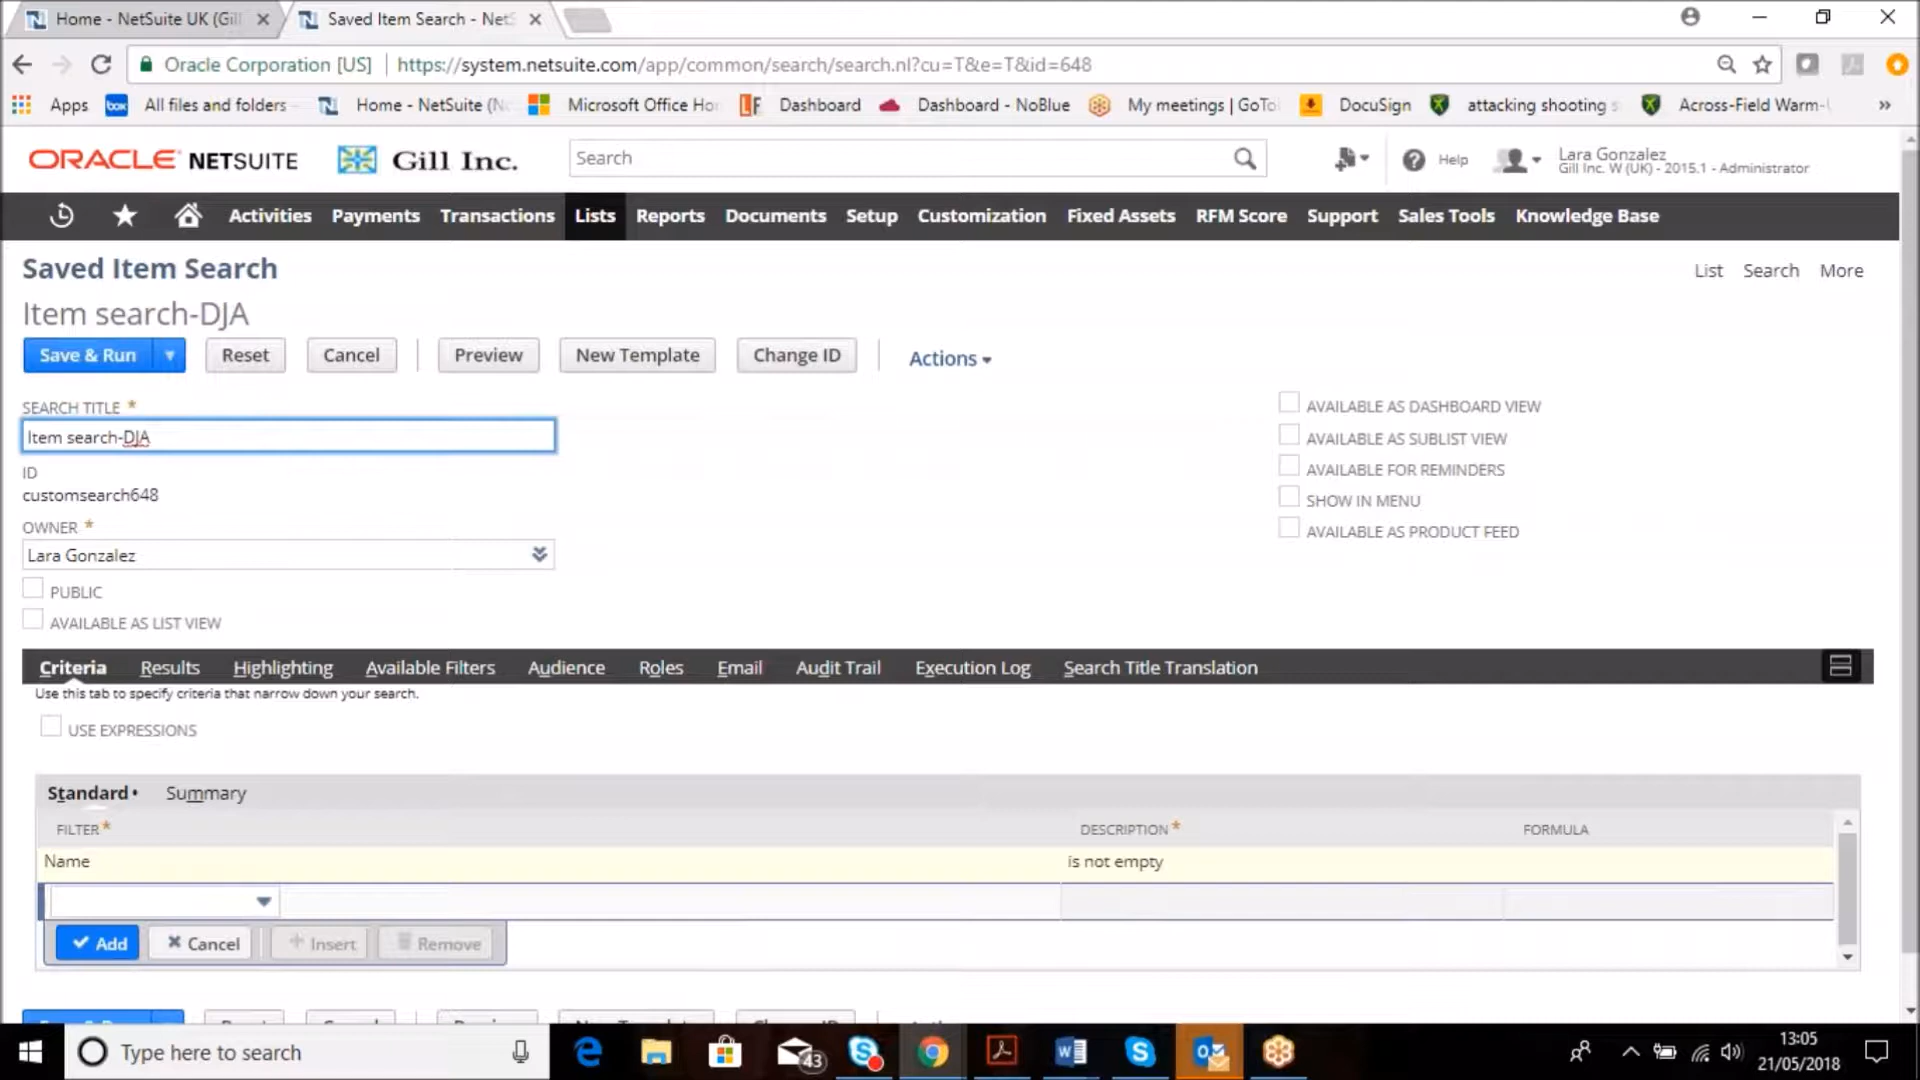 Home - NetSuite UK (Gill
Saved Item Search - NetS
Oracle Corporation [US]
https://system.netsuite.com/app/common/search/search.nl?cu=T&e=T&id=648
Apps
box
All files and folders
Home - NetSuite (N
Microsoft Office Ho
Dashboard
Dashboard - NoBlue
My meetings | GoTo
DocuSign
attacking shooting s
Across-Field Warm-
ORACLE NETSUITE
Gill Inc.
Search
Help
Lara Gonzalez
Gill Inc. W (UK) - 2015.1 - Administrator
Activities
Payments
Transactions
Lists
Reports
Documents
Setup
Customization
Fixed Assets
RFM Score
Support
Sales Tools
Knowledge Base
Saved Item Search
List
Search
More
Item search-DJA
Save & Run
Reset
Cancel
Preview
New Template
Change ID
Actions
SEARCH TITLE *
Item search-DJA
ID
customsearch648
OWNER *
Lara Gonzalez
PUBLIC
AVAILABLE AS LIST VIEW
AVAILABLE AS DASHBOARD VIEW
AVAILABLE AS SUBLIST VIEW
AVAILABLE FOR REMINDERS
SHOW IN MENU
AVAILABLE AS PRODUCT FEED
Criteria
Results
Highlighting
Available Filters
Audience
Roles
Email
Audit Trail
Execution Log
Search Title Translation
Use this tab to specify criteria that narrow down your search.
USE EXPRESSIONS
Standard •
Summary
FILTER *
DESCRIPTION *
FORMULA
Name
is not empty
Add
Cancel
Insert
Remove
Type here to search
43
13:05
21/05/2018